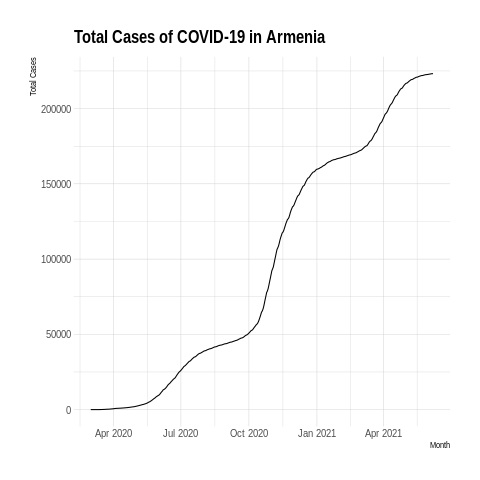 Total Cases of COVID-19 in Armenia
Total Cases
200000
150000
100000
50000
0
Apr 2020 Jul 2020 Oct 2020 Jan 2021 Apr 2021
Month